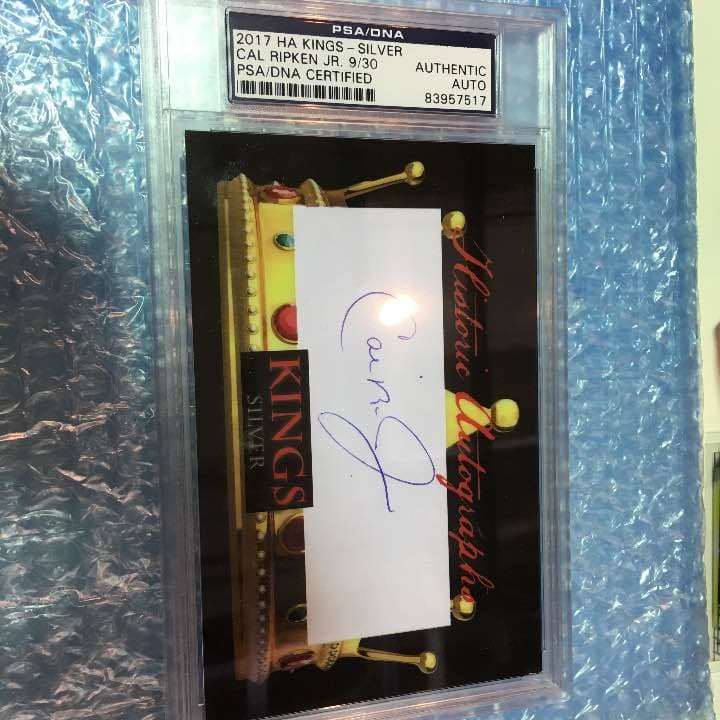 PSA/DNA
2017 HA KINGS – SILVER
CAL RIPKEN JR. 9/30
PSA/DNA CERTIFIED
AUTHENTIC
AUTO
83957517
Historic Autographs
Cal R. J
KINGS
SILVER